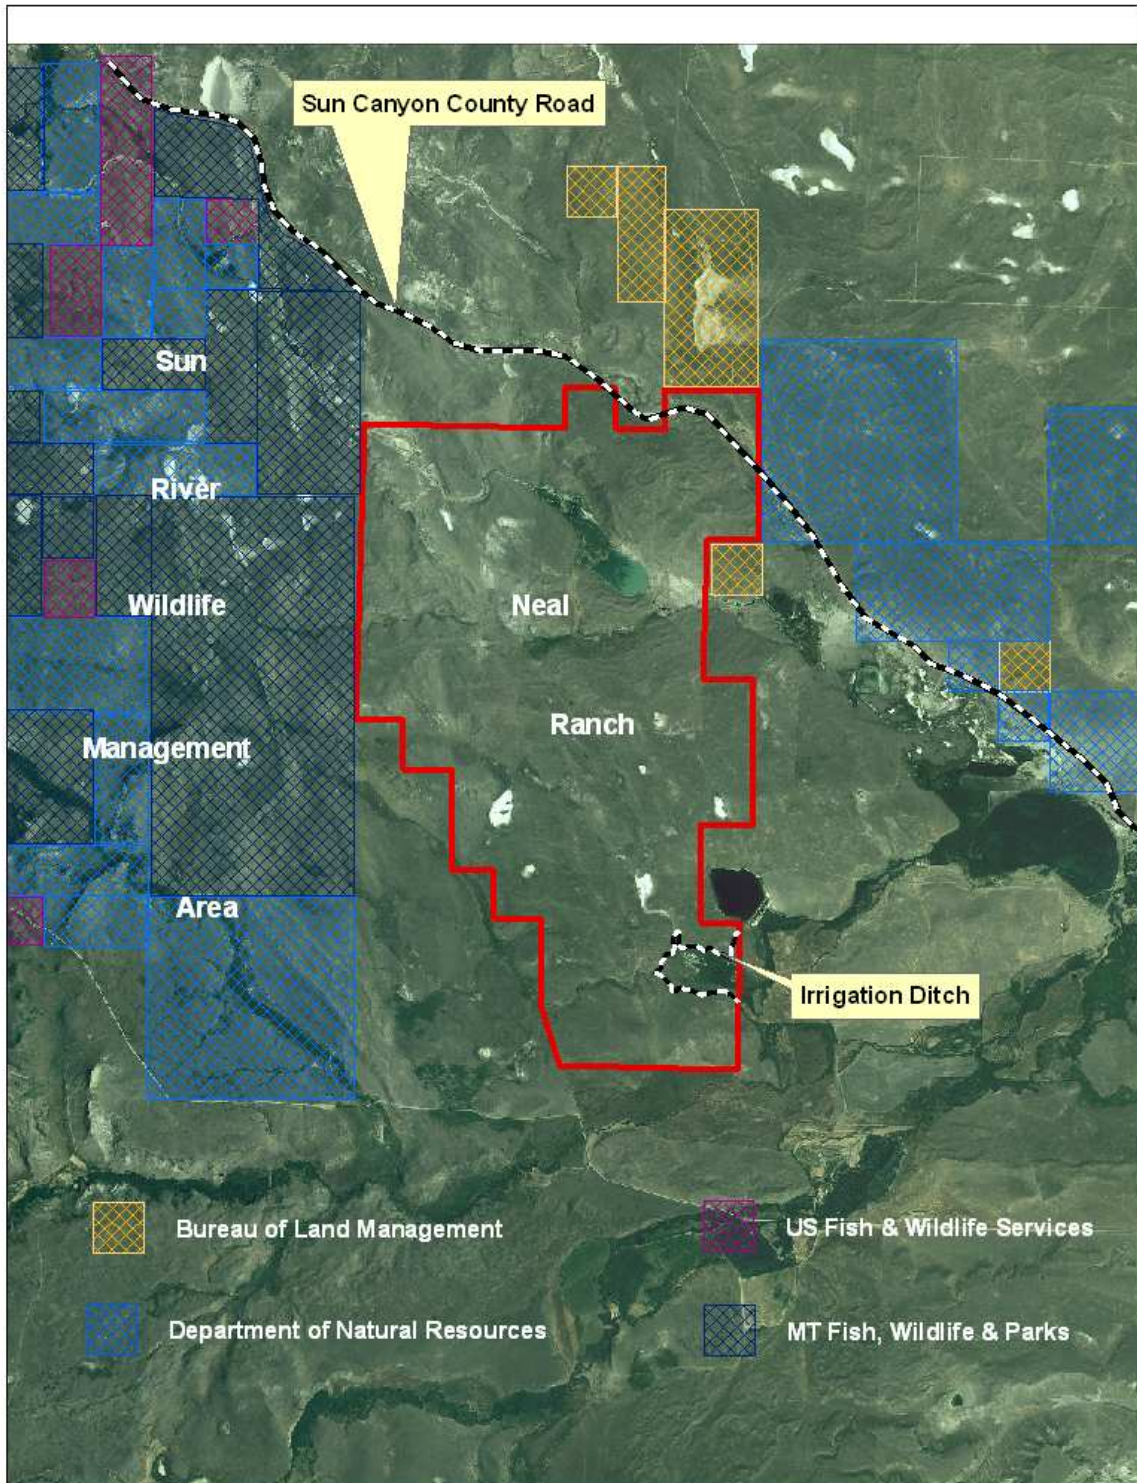 Sun Canyon County Road
Sun
River
Wildlife
Management
Area
Neal
Ranch
Irrigation Ditch
Bureau of Land Management
US Fish & Wildlife Services
Department of Natural Resources
MT Fish, Wildlife & Parks